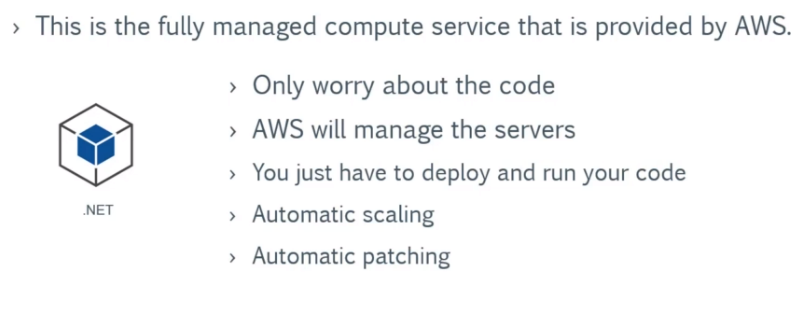 › This is the fully managed compute service that is provided by AWS.
› Only worry about the code
› AWS will manage the servers
› You just have to deploy and run your code
› Automatic scaling
› Automatic patching
.NET